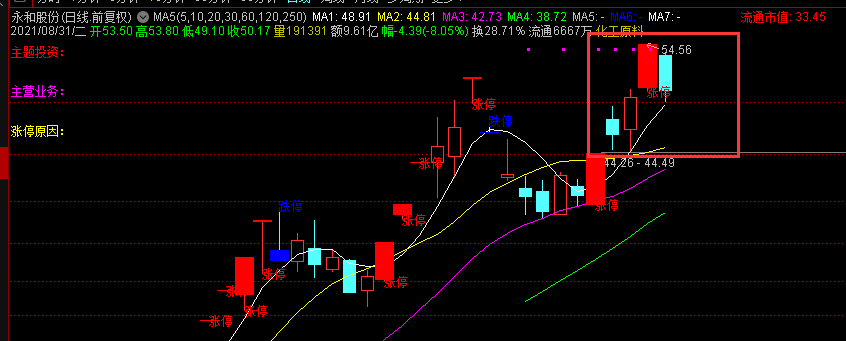 永和股份(日线.前复权) MA5(5,10,20,30,60,120,250) MA1: 48.91 MA2: 44.81 MA3: 42.73 MA4: 38.72 MA5: - MA6: - MA7: - 流通市值: 33.45
2021/08/31/二 开53.50 高53.80 低49.10 收50.17 量191391 额9.61亿 幅-4.39(-8.05%) 换28.71% 流通6667万 化工原料
主题投资:
54.56
主营业务:
涨停
涨停
跌停
涨停原因:
涨停
44.26 - 44.49
跌停
涨停
涨停
涨停
涨停
涨停
涨停
涨停